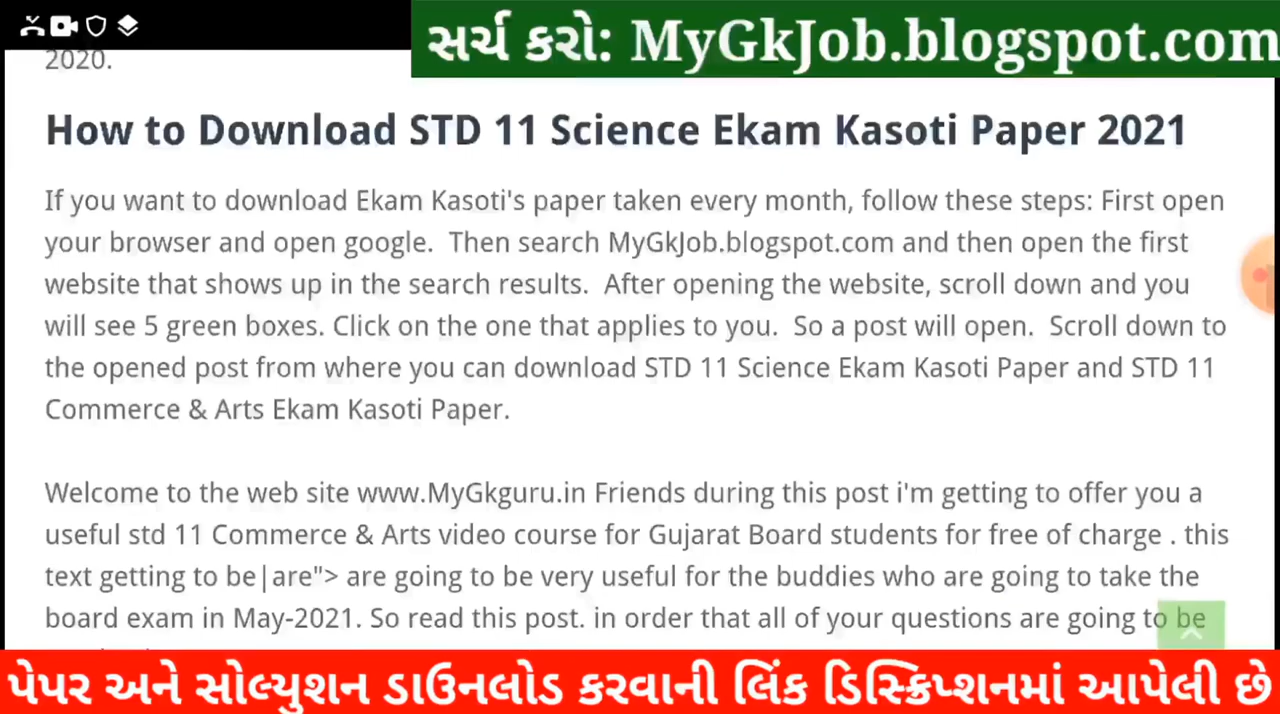 સર્ચ કરો: MyGkJob.blogspot.com
2020.
How to Download STD 11 Science Ekam Kasoti Paper 2021
If you want to download Ekam Kasoti's paper taken every month, follow these steps: First open
your browser and open google.  Then search MyGkJob.blogspot.com and then open the first
website that shows up in the search results.  After opening the website, scroll down and you
will see 5 green boxes. Click on the one that applies to you.  So a post will open.  Scroll down to
the opened post from where you can download STD 11 Science Ekam Kasoti Paper and STD 11
Commerce & Arts Ekam Kasoti Paper.
Welcome to the web site www.MyGkguru.in Friends during this post i'm getting to offer you a
useful std 11 Commerce & Arts video course for Gujarat Board students for free of charge . this
text getting to be|are"> are going to be very useful for the buddies who are going to take the
board exam in May-2021. So read this post. in order that all of your questions are going to be
પેપર અને સોલ્યુશન ડાઉનલોડ કરવાની લિંક ડિસ્ક્રિપ્શનમાં આપેલી છે